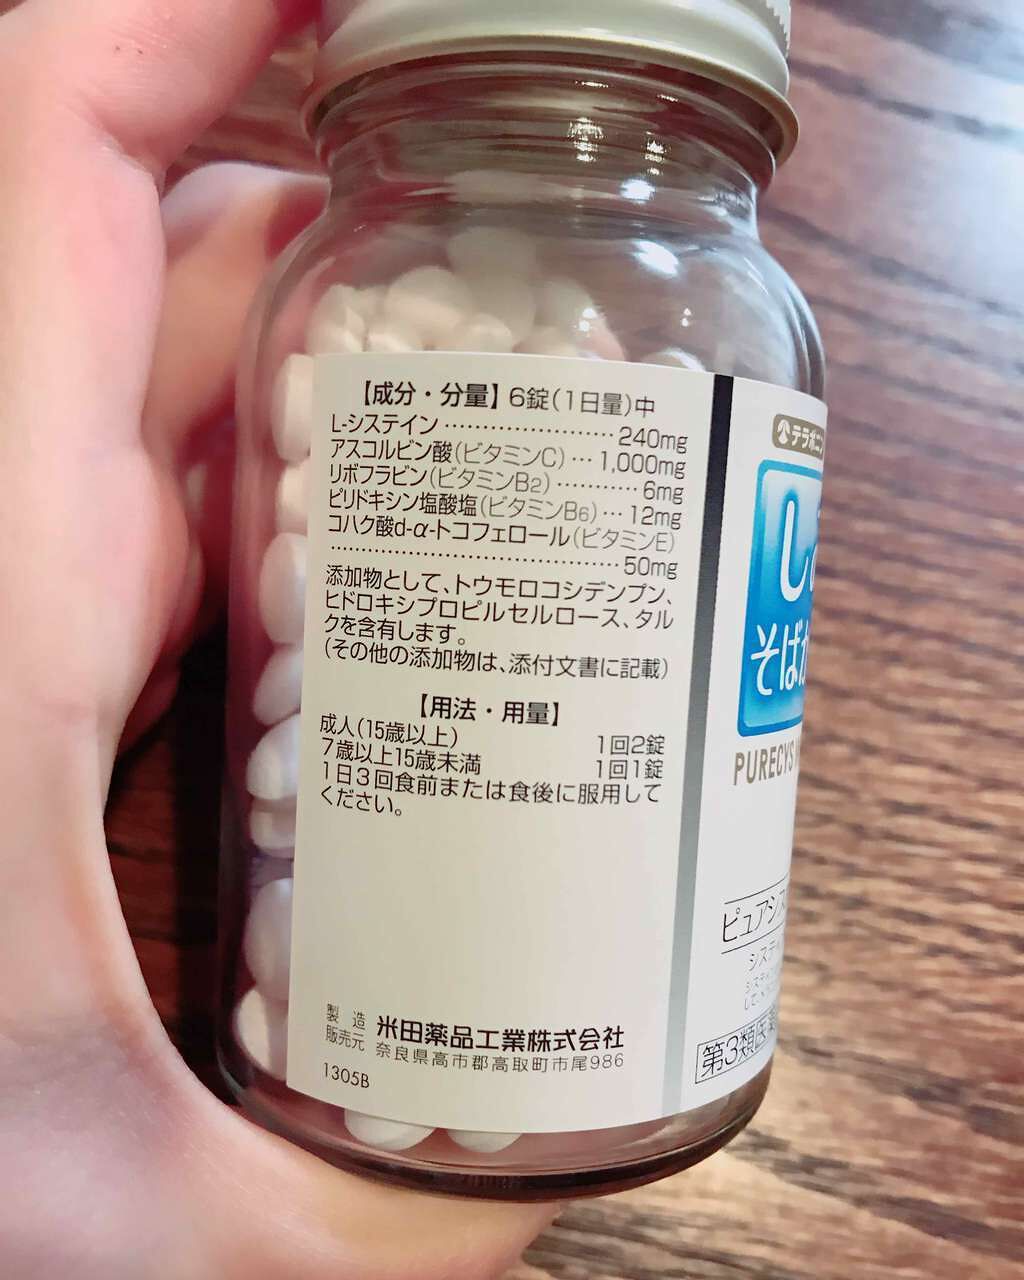 【成分・分量】6錠(1日量)中
L-システイン …………………… 240mg
アスコルビン酸(ビタミンC) … 1,000mg
リボフラビン(ビタミンB2) ………… 6mg
ピリドキシン塩酸塩(ビタミンB6) … 12mg
コハク酸d-α-トコフェロール(ビタミンE)
…………………………………… 50mg
添加物として、トウモロコシデンプン、
ヒドロキシプロピルセルロース、タル
クを含有します。
(その他の添加物は、添付文書に記載)
【用法・用量】
成人(15歳以上) 1回2錠
7歳以上15歳未満 1回1錠
1日3回食前または食後に服用して
ください。
製造
販売元 米田薬品工業株式会社
奈良県高市郡高取町市尾986
1305B
テラポニ
し
そばか
PURECYS
ピュアシス
システィ
第3類医薬